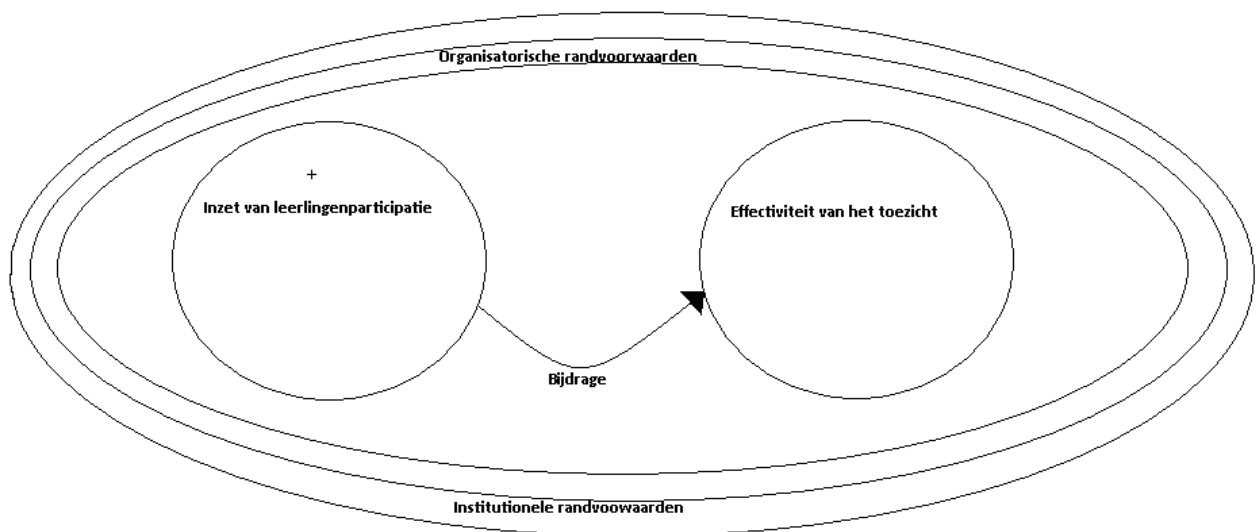 Organisatorische randvoorwaarden
+
Inzet van leerlingenparticipatie
Effectiviteit van het toezicht
Bijdrage
Institutionele randvoowaarden